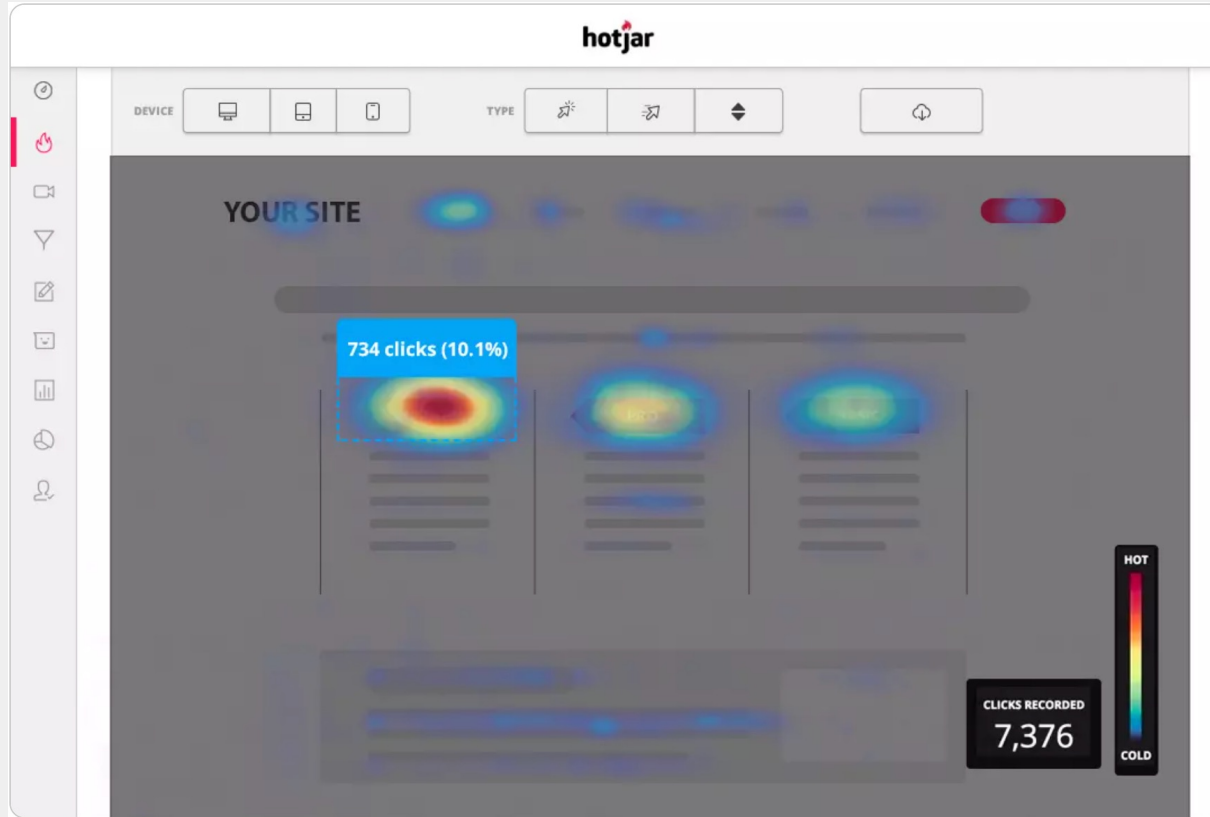 hotjar
DEVICE
TYPE
YOUR SITE
734 clicks (10.1%)
HOT
CLICKS RECORDED
7,376
COLD